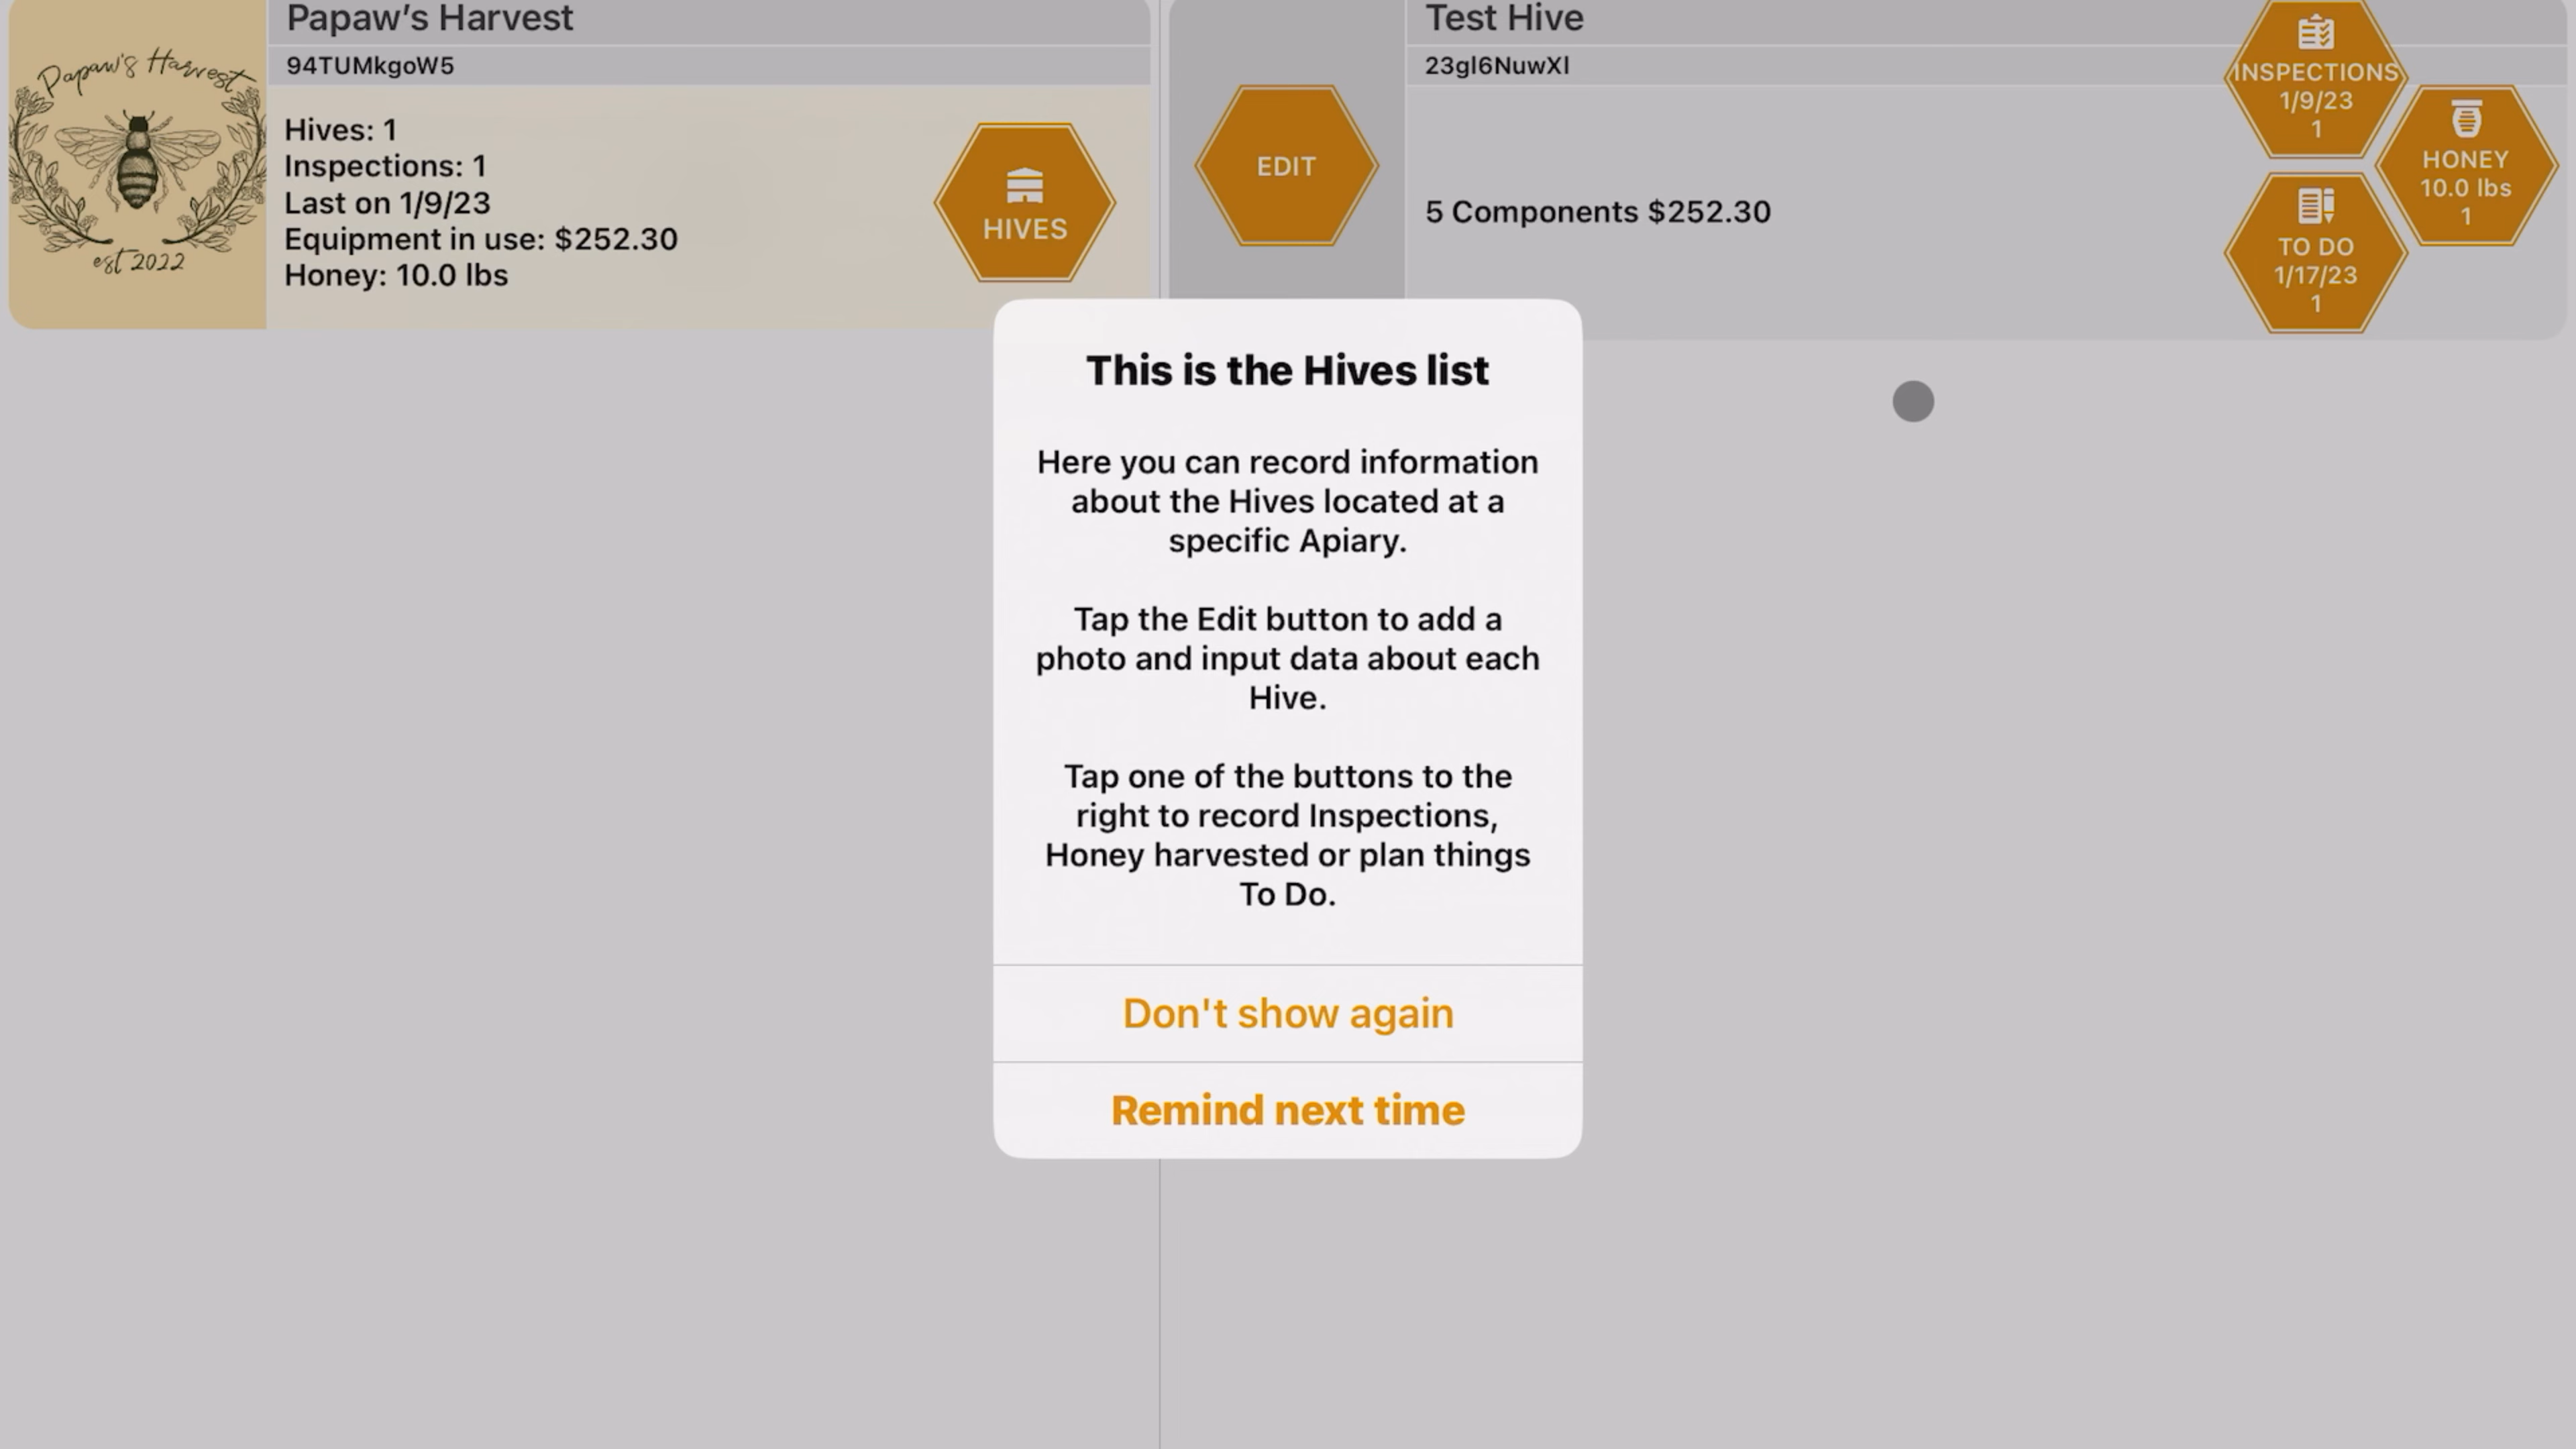 Papaw's Harvest
est 2022
Papaw’s Harvest
94TUMkgoW5
Hives: 1
Inspections: 1
Last on 1/9/23
Equipment in use: $252.30
Honey: 10.0 lbs
HIVES
EDIT
Test Hive
23gl6NuwXl
5 Components $252.30
INSPECTIONS
1/9/23
1
HONEY
10.0 lbs
1
TO DO
1/17/23
1
This is the Hives list
Here you can record information
about the Hives located at a
specific Apiary.
Tap the Edit button to add a
photo and input data about each
Hive.
Tap one of the buttons to the
right to record Inspections,
Honey harvested or plan things
To Do.
Don't show again
Remind next time